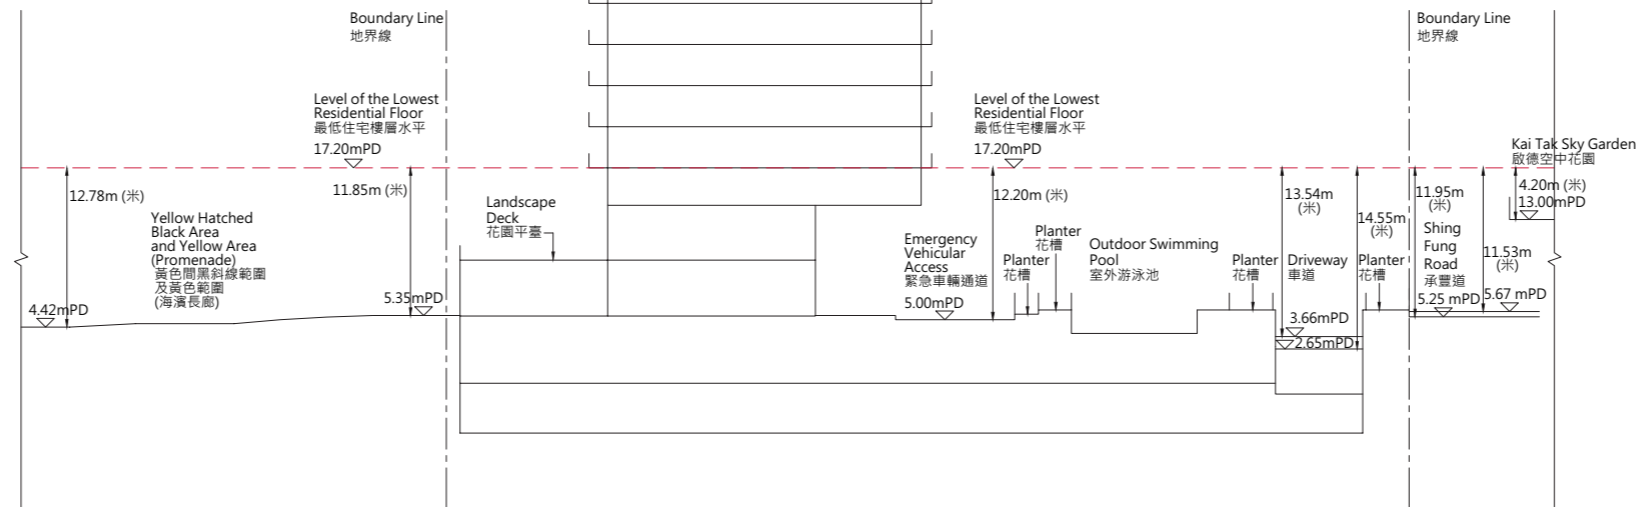 Boundary Line
地界線
Boundary Line
地界線
Level of the Lowest
Residential Floor
最低住宅樓層水平
17.20mPD
Level of the Lowest
Residential Floor
最低住宅樓層水平
17.20mPD
Kai Tak Sky Garden
啟德空中花園
12.78m (米)
11.85m (米)
12.20m (米)
13.54m
(米)
14.55m
(米)
11.95m
(米)
4.20m (米)
13.00mPD
11.53m
(米)
Yellow Hatched
Black Area
and Yellow Area
(Promenade)
黃色間黑斜線範圍
及黃色範圍
(海濱長廊)
Landscape
Deck
花園平臺
Emergency
Vehicular
Access
緊急車輛通道
5.00mPD
Planter
花槽
Planter
花槽
Outdoor Swimming
Pool
室外游泳池
Planter
花槽
Driveway
車道
Planter
花槽
Shing
Fung
Road
承豐道
4.42mPD
5.35mPD
3.66mPD
2.65mPD
5.25 mPD
5.67 mPD